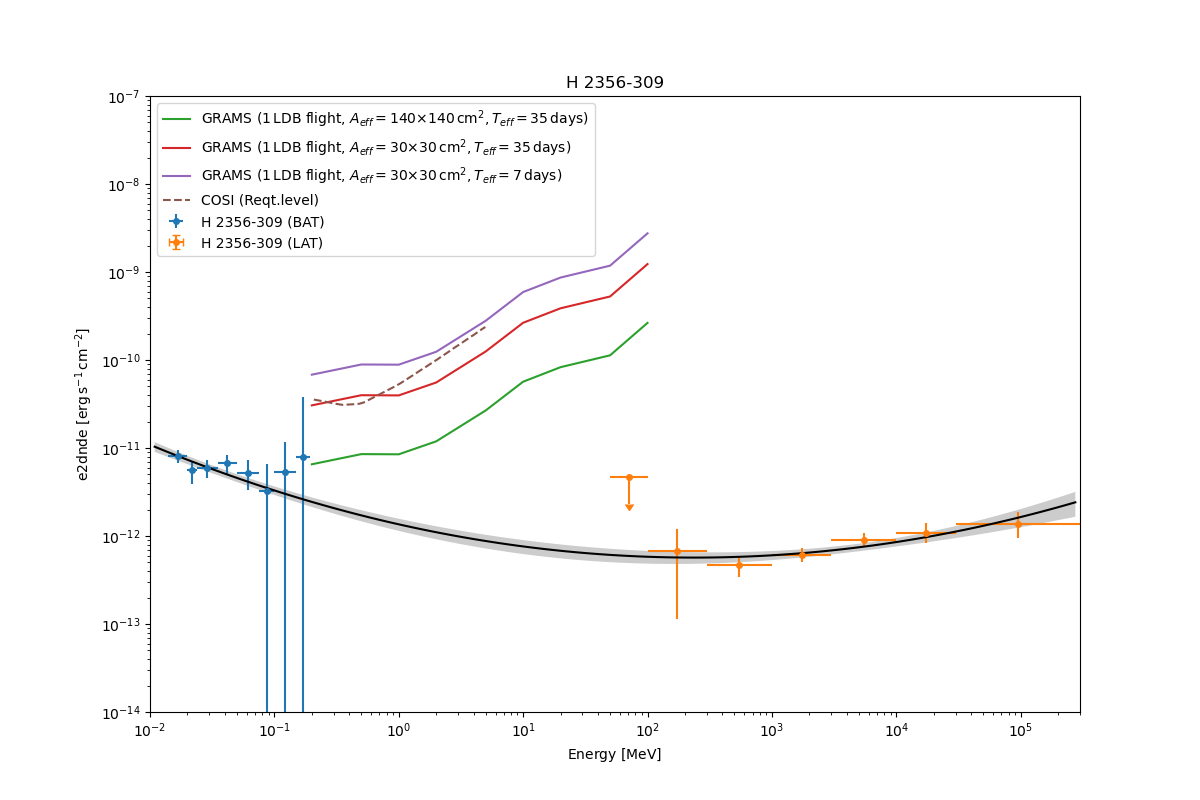 H 2356-309
10⁻⁷
10⁻⁸
10⁻⁹
10⁻¹⁰
10⁻¹¹
10⁻¹²
10⁻¹³
10⁻¹⁴
e2dnde [erg s⁻¹ cm⁻²]
GRAMS (1 LDB flight, A_eff = 140×140 cm², T_eff = 35 days)
GRAMS (1 LDB flight, A_eff = 30×30 cm², T_eff = 35 days)
GRAMS (1 LDB flight, A_eff = 30×30 cm², T_eff = 7 days)
COSI (Reqt.level)
H 2356-309 (BAT)
H 2356-309 (LAT)
10⁻² 10⁻¹ 10⁰ 10¹ 10² 10³ 10⁴ 10⁵
Energy [MeV]